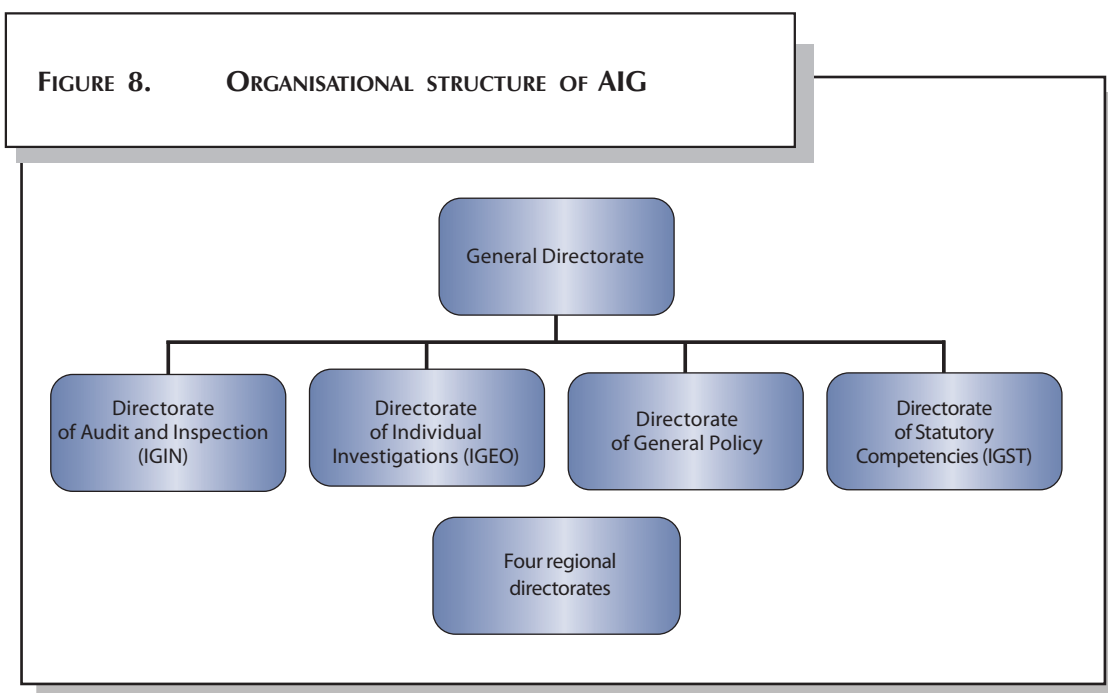 FIGURE 8. ORGANISATIONAL STRUCTURE OF AIG
General Directorate
Directorate
of Audit and Inspection
(IGIN)
Directorate
of Individual
Investigations (IGEO)
Directorate
of General Policy
Directorate
of Statutory
Competencies (IGST)
Four regional
directorates